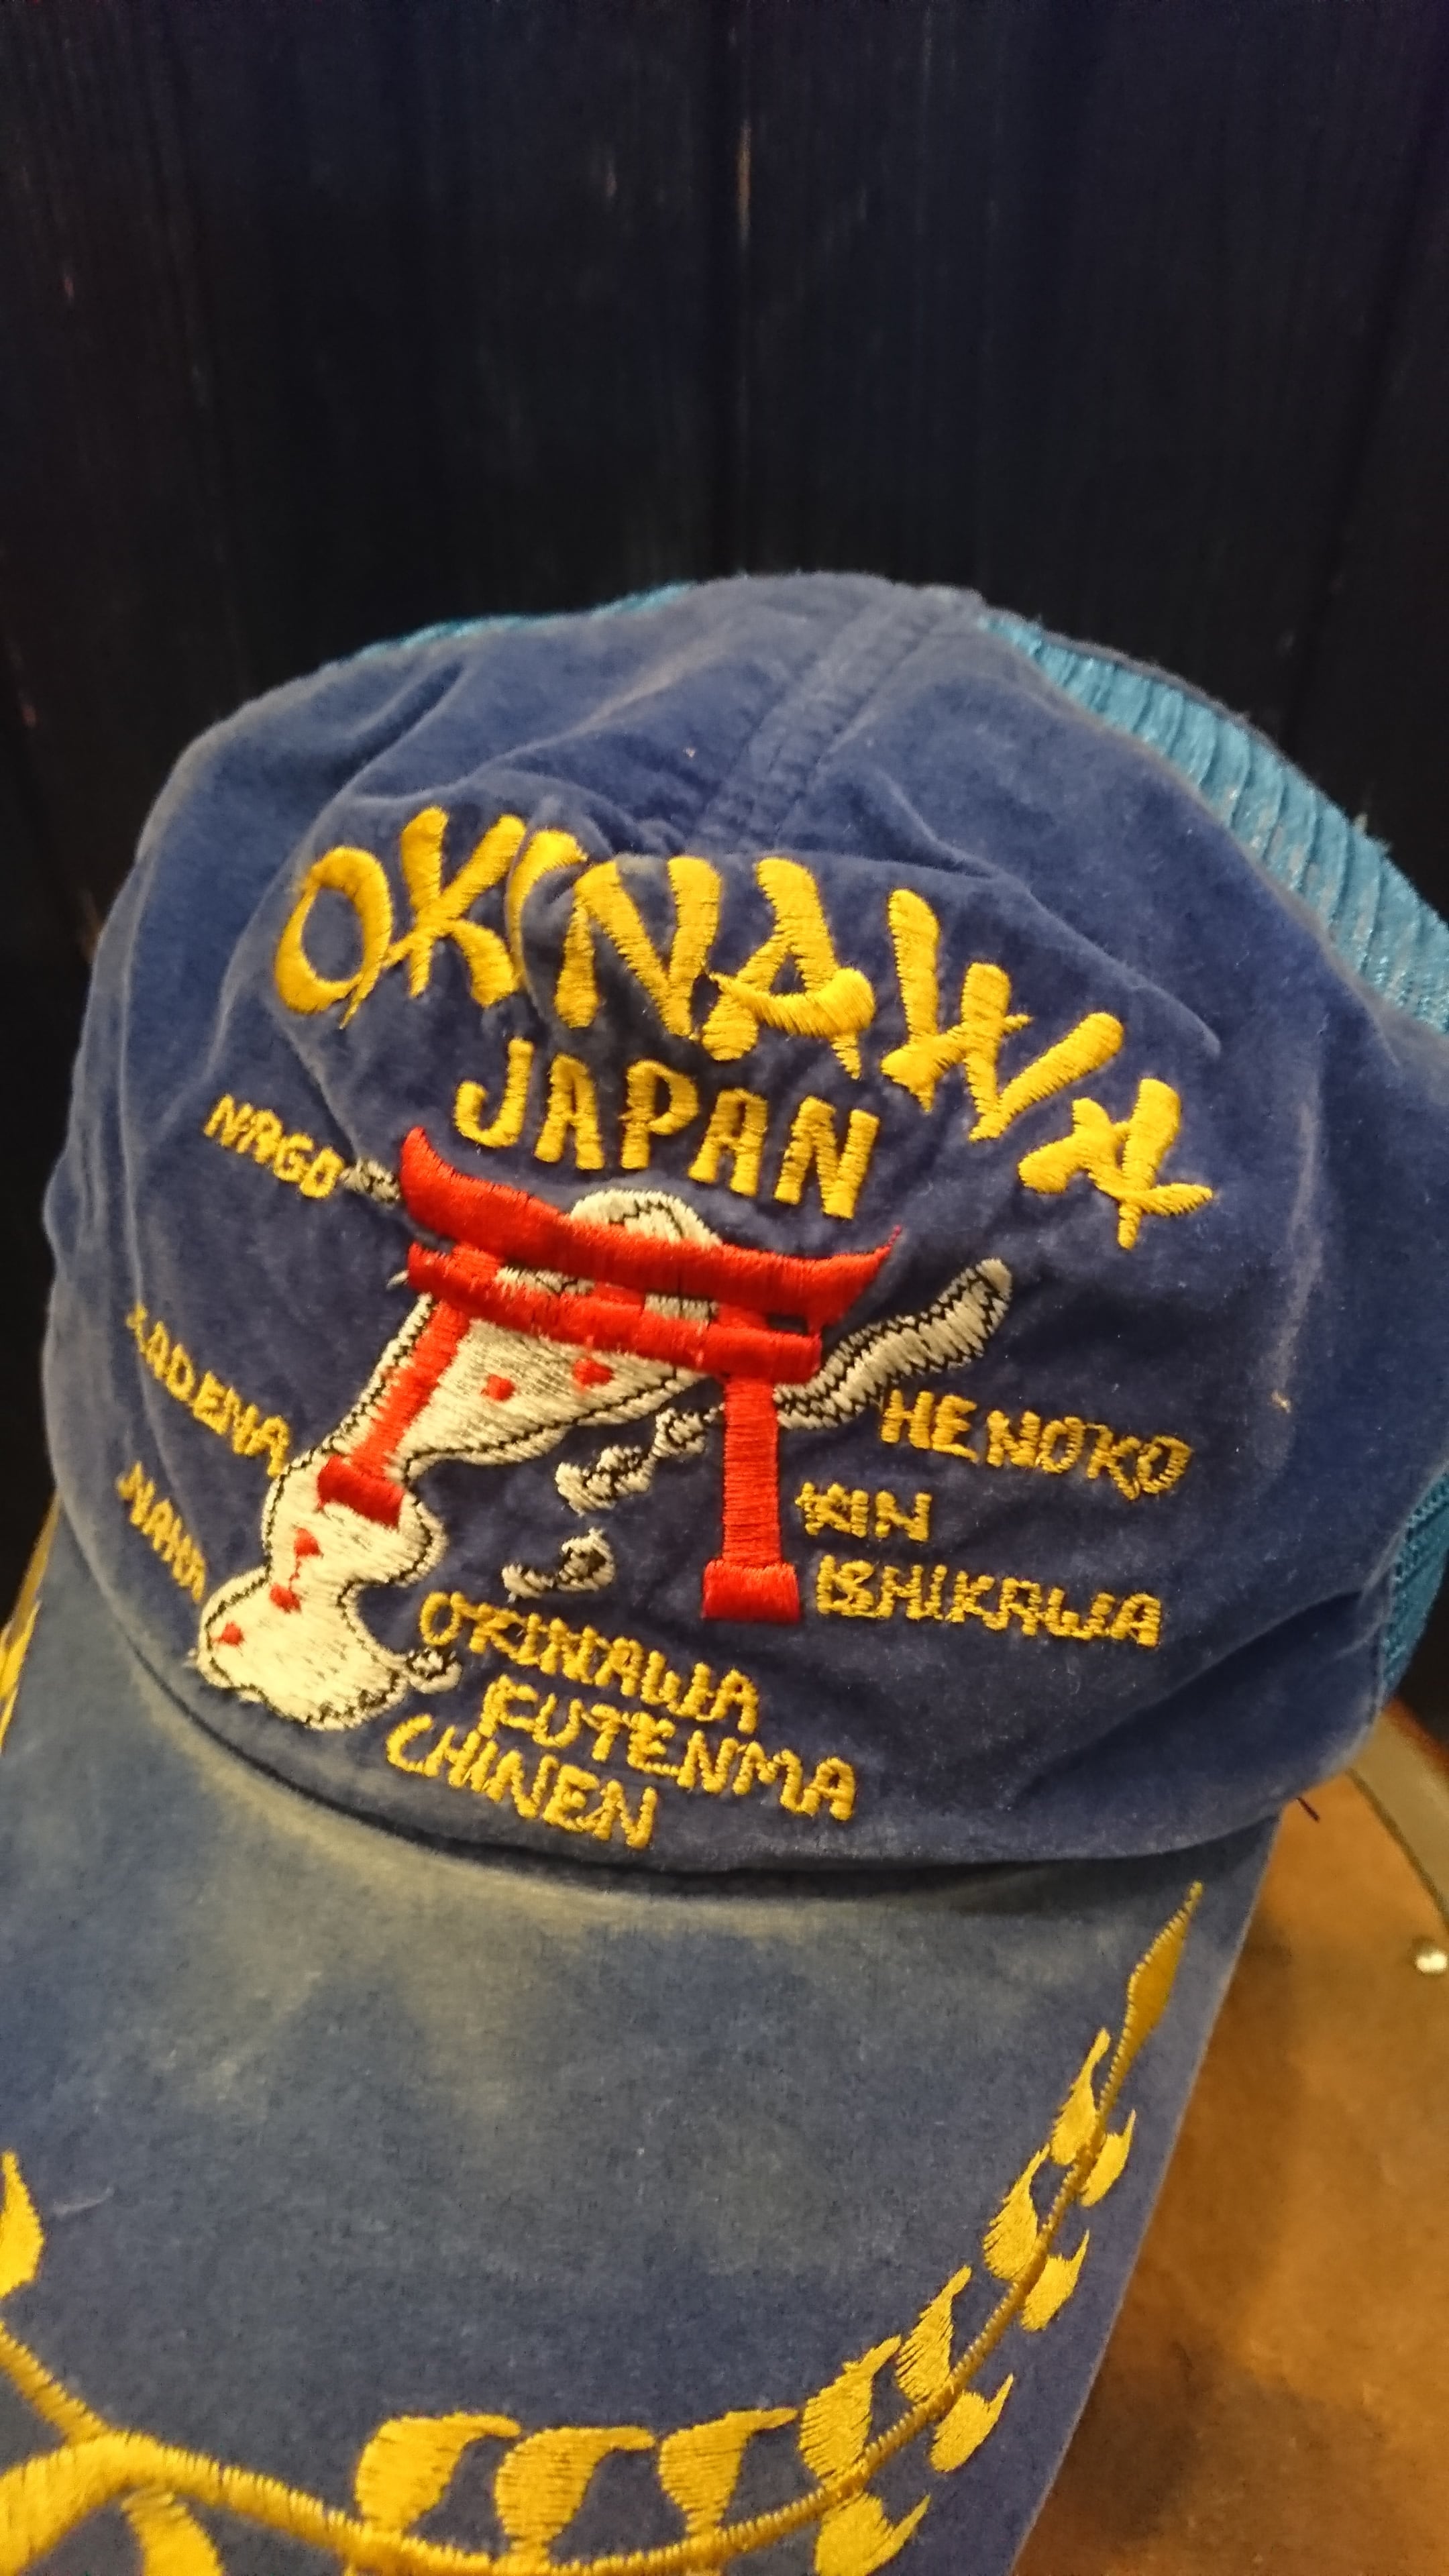 OKINAWA
JAPAN
NAGO
KADENA
NAHA
HENOKO
KIN
ISHIKAWA
OKINAWA
FUTENMA
CHINEN